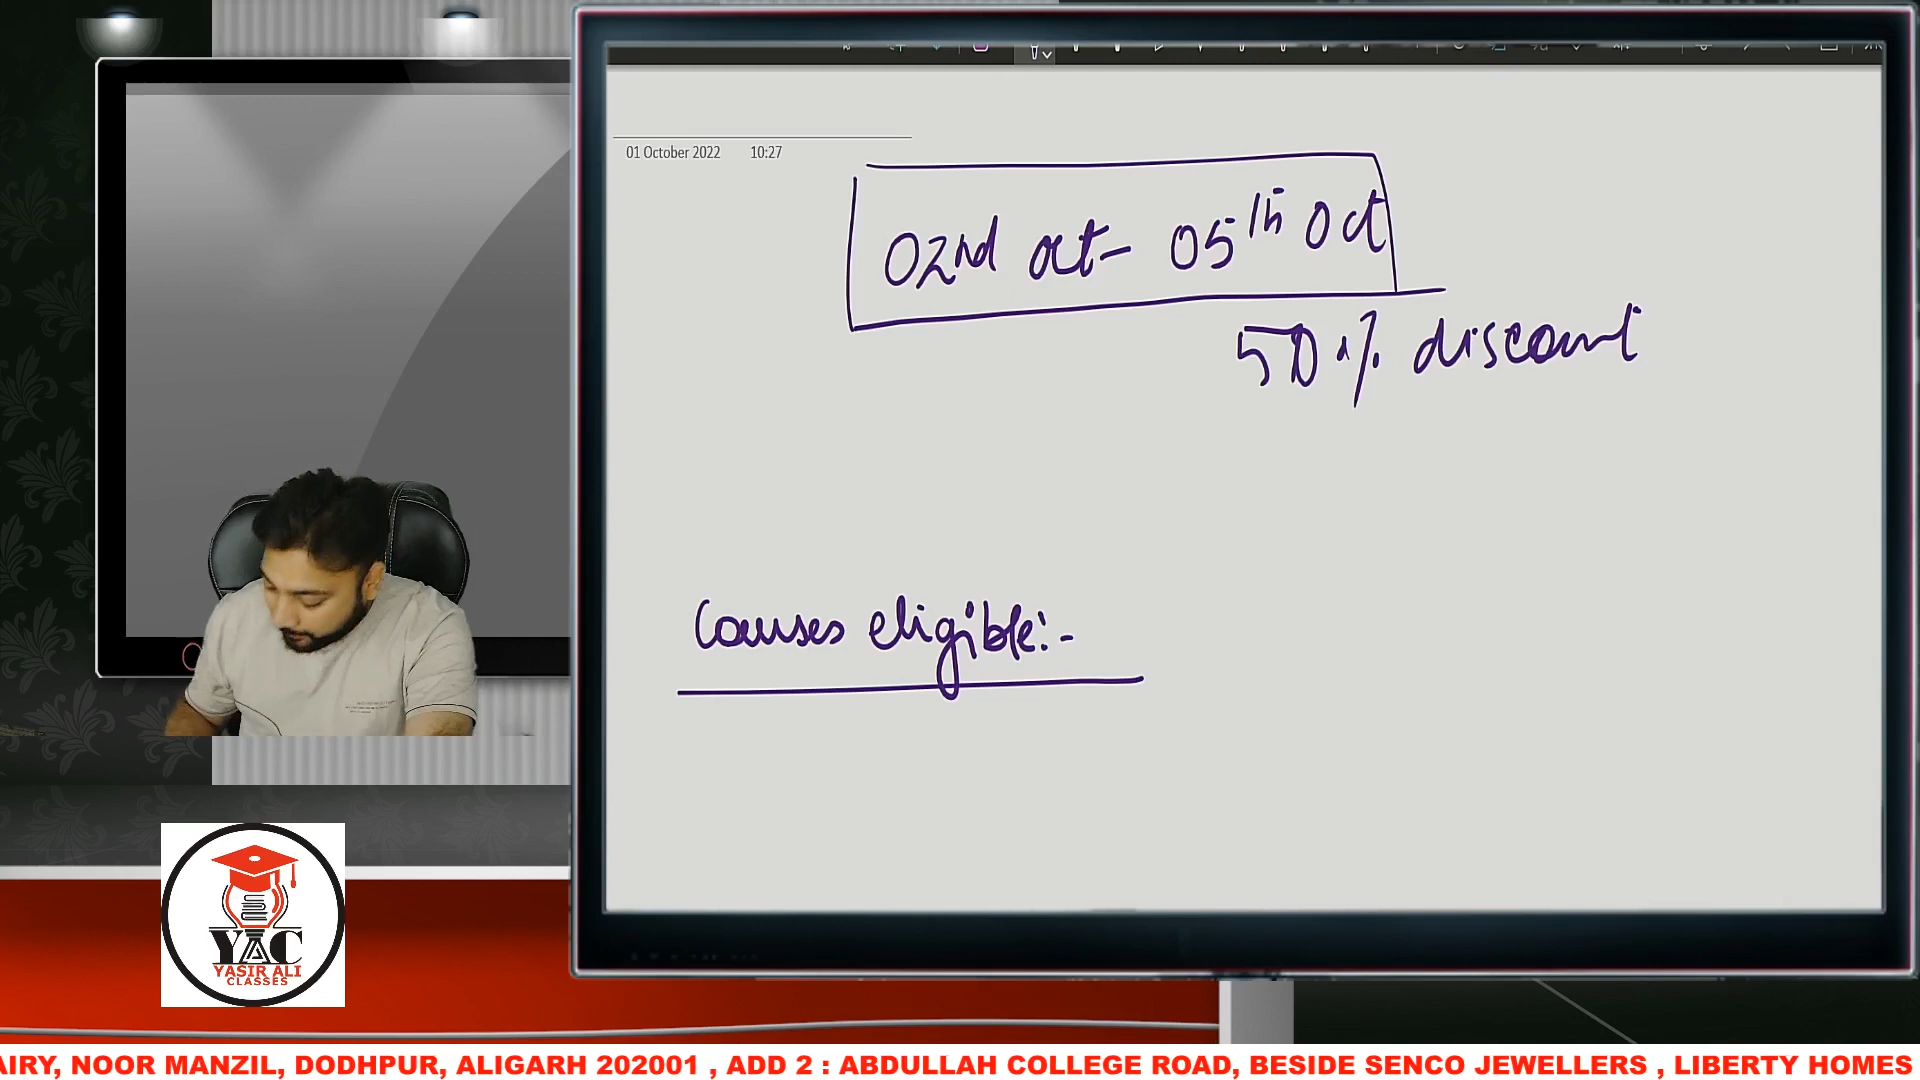 01 October 2022 10:27
02nd oct - 05th Oct
50% discount
Courses eligible:-
YAC
YASIR ALI
CLASSES
AIRY, NOOR MANZIL, DODHPUR, ALIGARH 202001 , ADD 2 : ABDULLAH COLLEGE ROAD, BESIDE SENCO JEWELLERS , LIBERTY HOMES